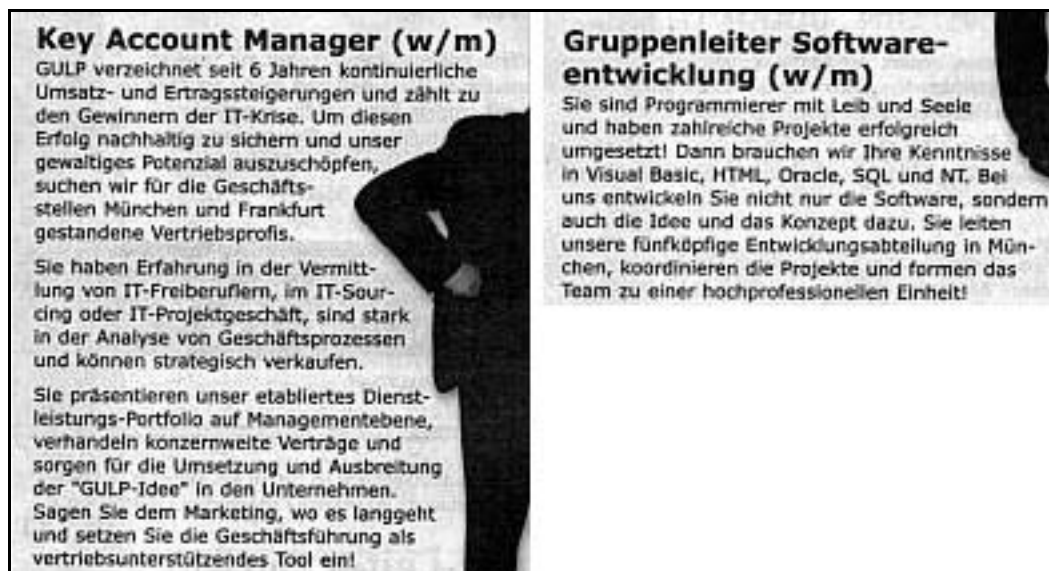 Key Account Manager (w/m)
GULP verzeichnet seit 6 Jahren kontinuierliche
Umsatz- und Ertragssteigerungen und zählt zu
den Gewinnern der IT-Krise. Um diesen
Erfolg nachhaltig zu sichern und unser
gewaltiges Potenzial auszuschöpfen,
suchen wir für die Geschäfts-
stellen München und Frankfurt
gestandene Vertriebsprofis.
Sie haben Erfahrung in der Vermitt-
lung von IT-Freiberuflern, im IT-Sour-
cing oder IT-Projektgeschäft, sind stark
in der Analyse von Geschäftsprozessen
und können strategisch verkaufen.
Sie präsentieren unser etabliertes Dienst-
leistungs-Portfolio auf Managementebene,
verhandeln konzernweite Verträge und
sorgen für die Umsetzung und Ausbreitung
der "GULP-Idee" in den Unternehmen.
Sagen Sie dem Marketing, wo es langgeht
und setzen Sie die Geschäftsführung als
vertriebsunterstützendes Tool ein!
Gruppenleiter Software-
entwicklung (w/m)
Sie sind Programmierer mit Leib und Seele
und haben zahlreiche Projekte erfolgreich
umgesetzt! Dann brauchen wir Ihre Kenntnisse
in Visual Basic, HTML, Oracle, SQL und NT. Bei
uns entwickeln Sie nicht nur die Software, sondern
auch die Idee und das Konzept dazu. Sie leiten
unsere fünfköpfige Entwicklungsabteilung in Mün-
chen, koordinieren die Projekte und formen das
Team zu einer hochprofessionellen Einheit!